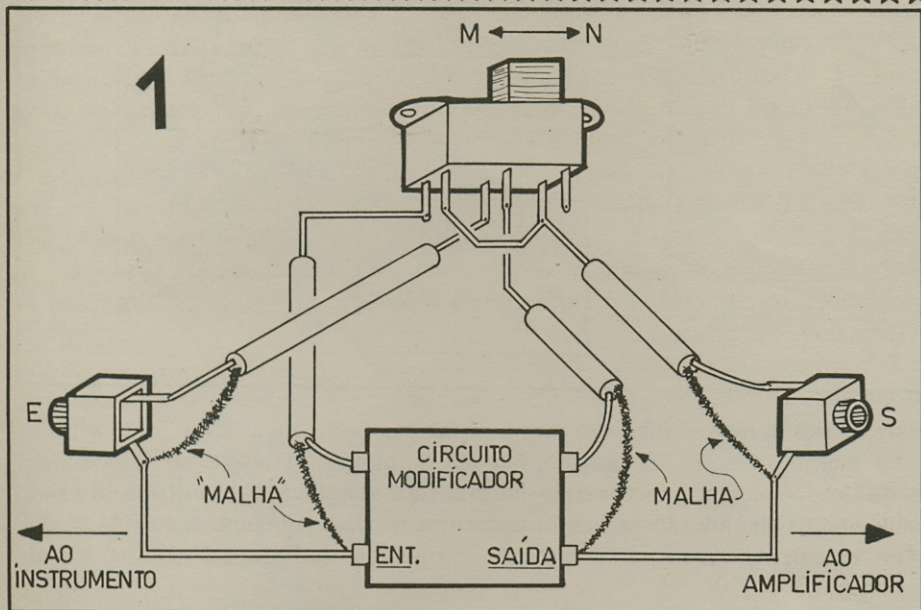 1
M N
E
S
"MALHA"
CIRCUITO
MODIFICADOR
MALHA
ENT. SAÍDA
AO
INSTRUMENTO
AO
AMPLIFICADOR